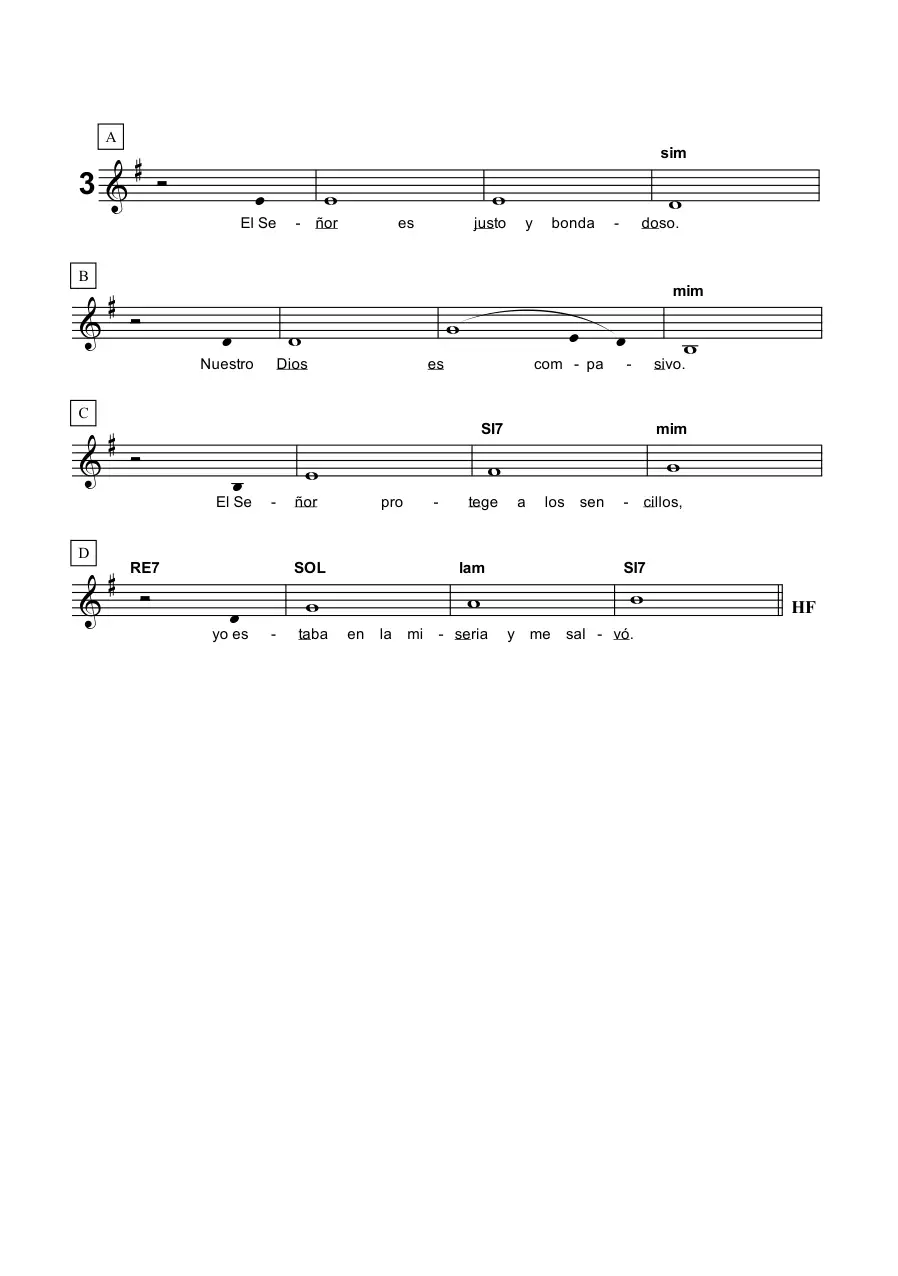 A
sim
3
El Se - ñor es justo y bonda - doso.
B
mim
Nuestro Dios es com - pa - sivo.
C
SI7 mim
El Se - ñor pro - tege a los sen - cillos,
D
RE7 SOL lam SI7
HF
yo es - taba en la mi - seria y me sal - vó.